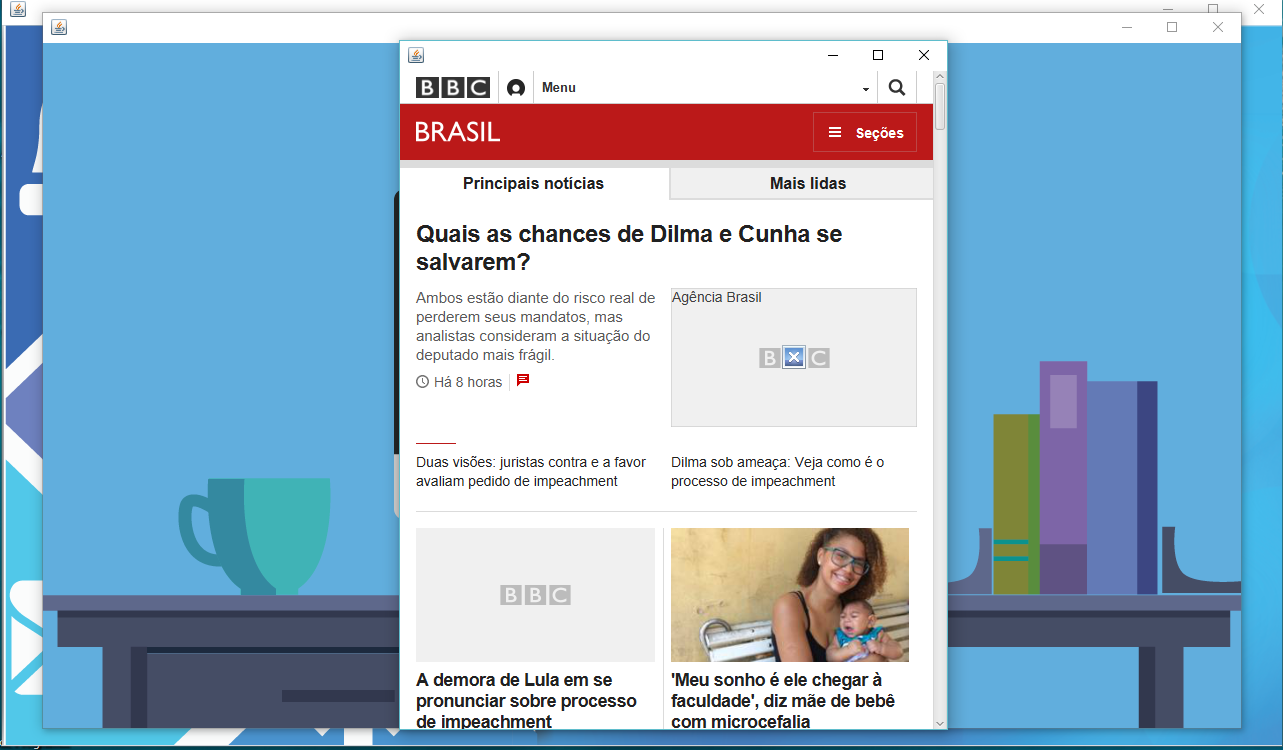 BBC
Menu
BRASIL
Seções
Principais notícias
Mais lidas
Quais as chances de Dilma e Cunha se
salvarem?
Ambos estão diante do risco real de
perderem seus mandatos, mas
analistas consideram a situação do
deputado mais frágil.
Há 8 horas
Agência Brasil
B C
Duas visões: juristas contra e a favor
avaliam pedido de impeachment
Dilma sob ameaça: Veja como é o
processo de impeachment
BBC
A demora de Lula em se
pronunciar sobre processo
de impeachment
'Meu sonho é ele chegar à
faculdade', diz mãe de bebê
com microcefalia